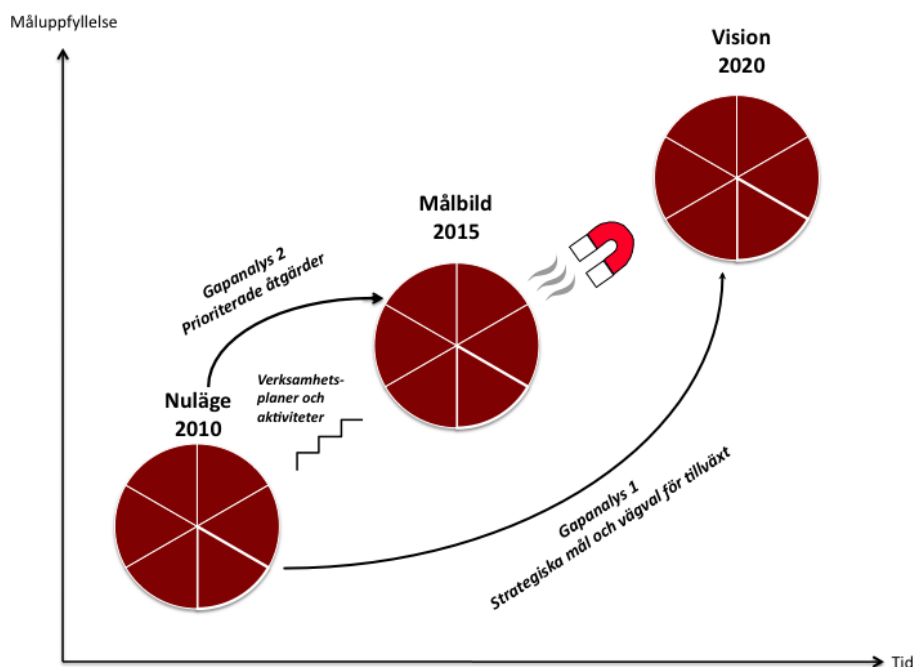 Måluppfyllelse
Vision
2020
Målbild
2015
Gapanalys 2
Prioriterade åtgärder
Verksamhets-
planer och
aktiviteter
Nuläge
2010
Gapanalys 1
Strategiska mål och vägval för tillväxt
Tid